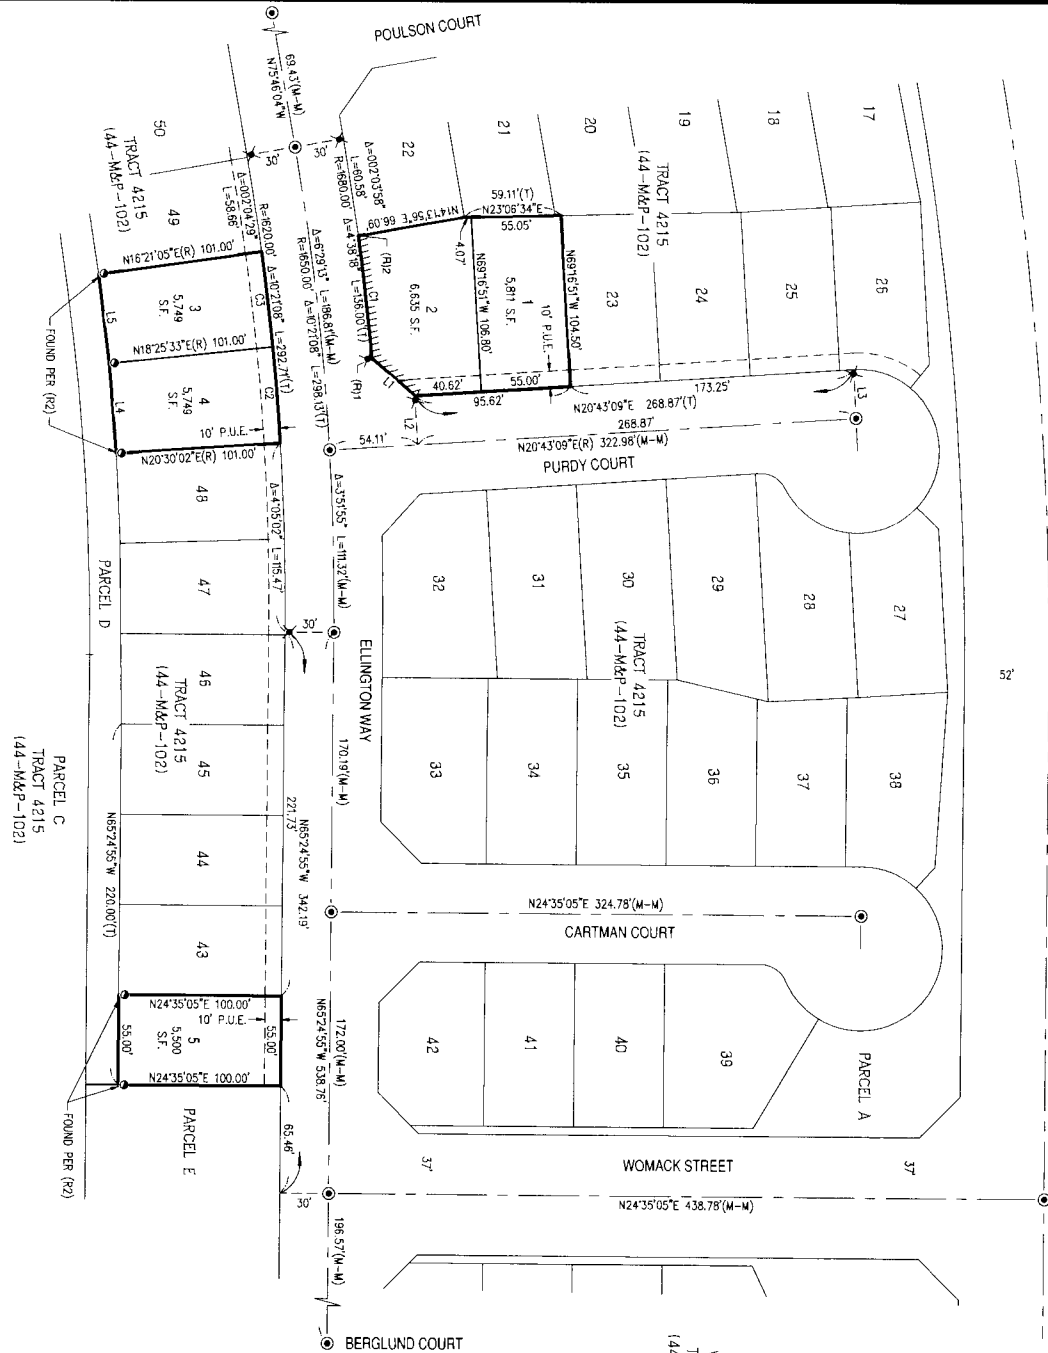 POULSON COURT
69.43'(M-M)
N75°46'04"W
50
TRACT 4215
(44-M&P-102)
49
30'
30'
22
21
20
19
18
17
TRACT 4215
(44-M&P-102)
23
24
25
26
Δ=002°03'58"
L=60.58'
R=1680.00'
Δ=4°38'18" L=136.00'(T)
N14°13'56"E 66.09'
59.11'(T)
N23°06'34"E
55.05'
4.07'
N69°16'51"W 104.50'
N69°16'51"W 106.80'
1
5,811 S.F.
10' P.U.E.
2
6,635 S.F.
(R)2
C1
(R)1
L1
L2
L3
40.62'
55.00'
95.62'
173.25'
N20°43'09"E 268.87'(T)
268.87'
54.11'
N20°43'09"E(R) 322.98'(M-M)
PURDY COURT
Δ=002°04'29"
L=58.66'
R=1620.00'
Δ=10°21'08" L=292.71'(T)
Δ=6°29'13" L=186.81'(M-M)
R=1650.00' Δ=10°21'08" L=298.13'(T)
N16°21'05"E(R) 101.00'
C3
3
5,749
S.F.
L5
N18°25'33"E(R) 101.00'
C2
4
5,749
S.F.
L4
10' P.U.E.
N20°30'02"E(R) 101.00'
FOUND PER (R2)
Δ=3°51'55" L=111.32'(M-M)
Δ=4°05'02" L=115.47'
30'
48
47
46
45
44
43
TRACT 4215
(44-M&P-102)
PARCEL D
PARCEL C
TRACT 4215
(44-M&P-102)
N65°24'55"W 220.00'(T)
221.73'
N65°24'55"W 342.19'
ELLINGTON WAY
170.19'(M-M)
32
31
30
29
28
27
TRACT 4215
(44-M&P-102)
33
34
35
36
37
38
52'
N24°35'05"E 324.78'(M-M)
CARTMAN COURT
172.00'(M-M)
N65°24'55"W 538.76'
N24°35'05"E 100.00'
10' P.U.E.
5
5,500
S.F.
55.00'
55.00'
N24°35'05"E 100.00'
FOUND PER (R2)
PARCEL E
65.46'
30'
42
41
40
39
PARCEL A
37'
WOMACK STREET
37'
N24°35'05"E 438.78'(M-M)
196.57'(M-M)
BERGLUND COURT
(44